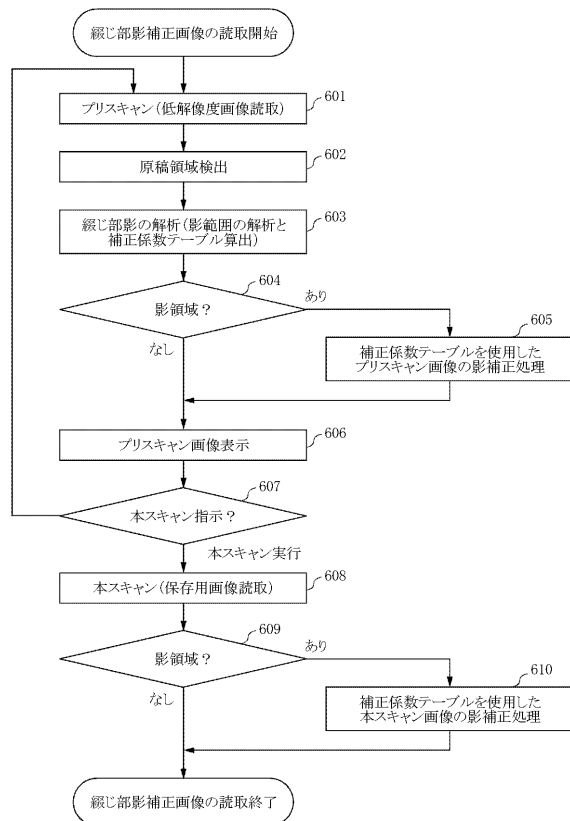 綴じ部影補正画像の読取開始
プリスキャン(低解像度画像読取)
601
原稿領域検出
602
綴じ部影の解析(影範囲の解析と
補正係数テーブル算出)
603
影領域?
604
あり
なし
605
補正係数テーブルを使用した
プリスキャン画像の影補正処理
プリスキャン画像表示
606
本スキャン指示?
607
本スキャン実行
本スキャン(保存用画像読取)
608
影領域?
609
あり
なし
610
補正係数テーブルを使用した
本スキャン画像の影補正処理
綴じ部影補正画像の読取終了